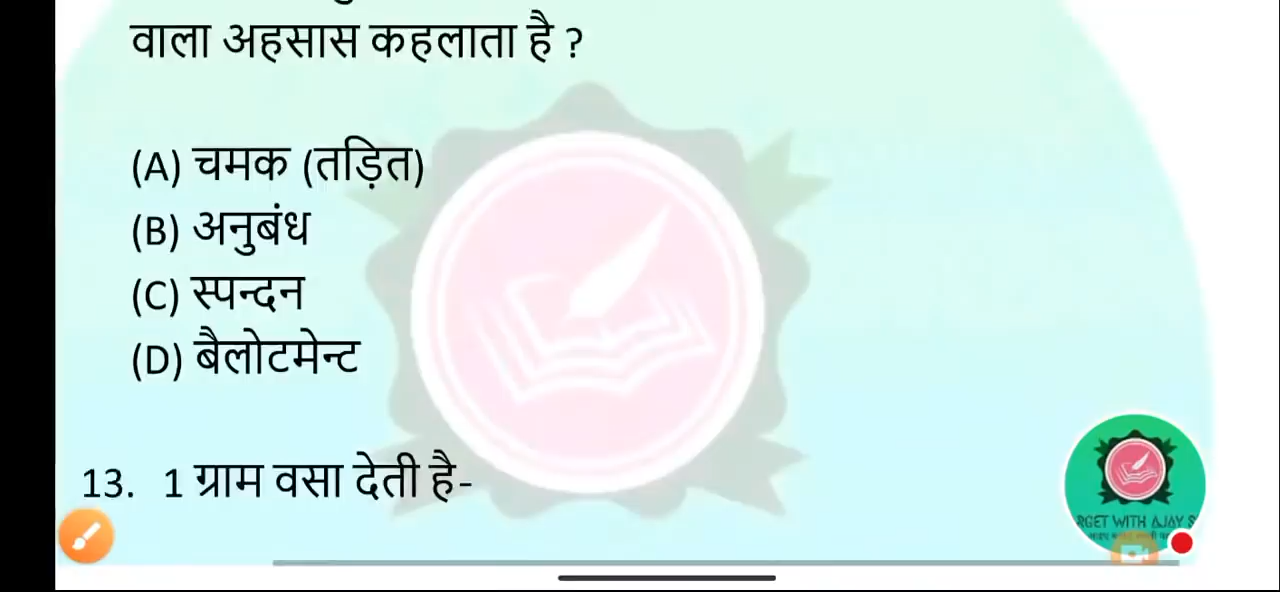 वाला अहसास कहलाता है ?
(A) चमक (तड़ित)
(B) अनुबंध
(C) स्पन्दन
(D) बैलोटमेन्ट
13. 1 ग्राम वसा देती है-
RGET WITH AJAY S